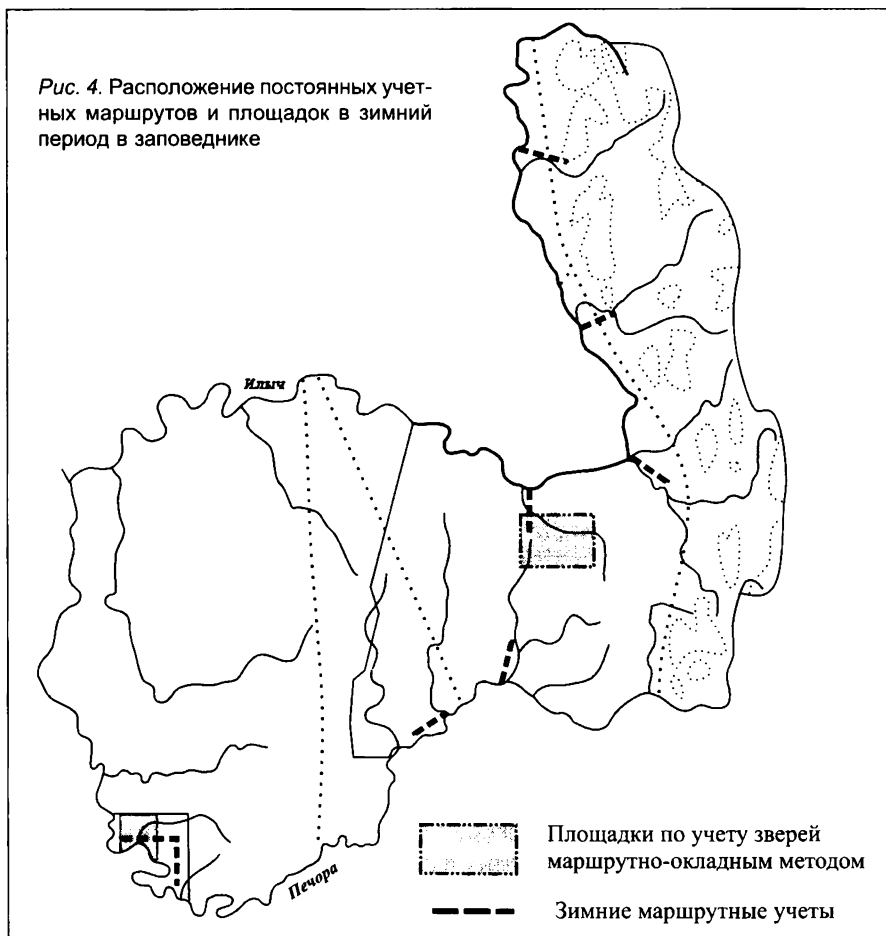 Рис. 4. Расположение постоянных учет-
ных маршрутов и площадок в зимний
период в заповеднике
Илыч
Печора
Площадки по учету зверей
маршрутно-окладным методом
Зимние маршрутные учеты